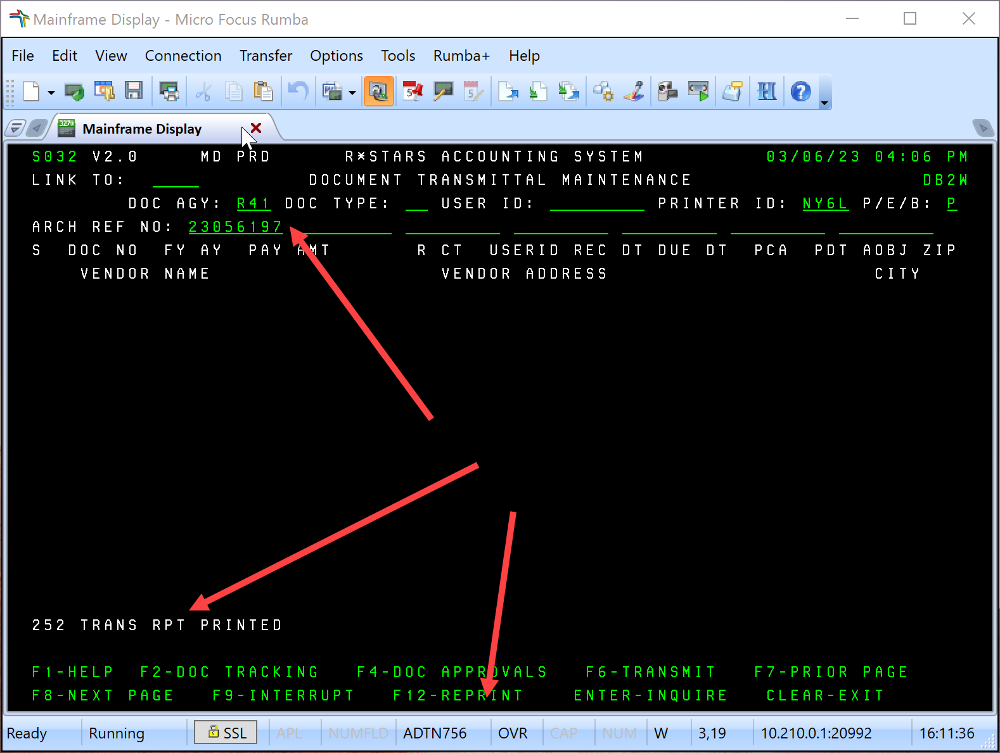 Mainframe Display - Micro Focus Rumba
File Edit View Connection Transfer Options Tools Rumba+ Help
Mainframe Display
S032 V2.0 MD PRD R*STARS ACCOUNTING SYSTEM 03/06/23 04:06 PM
LINK TO: DOCUMENT TRANSMITTAL MAINTENANCE DB2W
DOC AGY: R41 DOC TYPE: USER ID: PRINTER ID: NY6L P/E/B: P
ARCH REF NO: 23056197
S DOC NO FY AY PAY AMT R CT USERID REC DT DUE DT PCA PDT AOBJ ZIP
VENDOR NAME VENDOR ADDRESS CITY
252 TRANS RPT PRINTED
F1-HELP F2-DOC TRACKING F4-DOC APPROVALS F6-TRANSMIT F7-PRIOR PAGE
F8-NEXT PAGE F9-INTERRUPT F12-REPRINT ENTER-INQUIRE CLEAR-EXIT
Ready Running SSL APL NUMFLD ADTN756 OVR CAP NUM W 3,19 10.210.0.1:20992 16:11:36